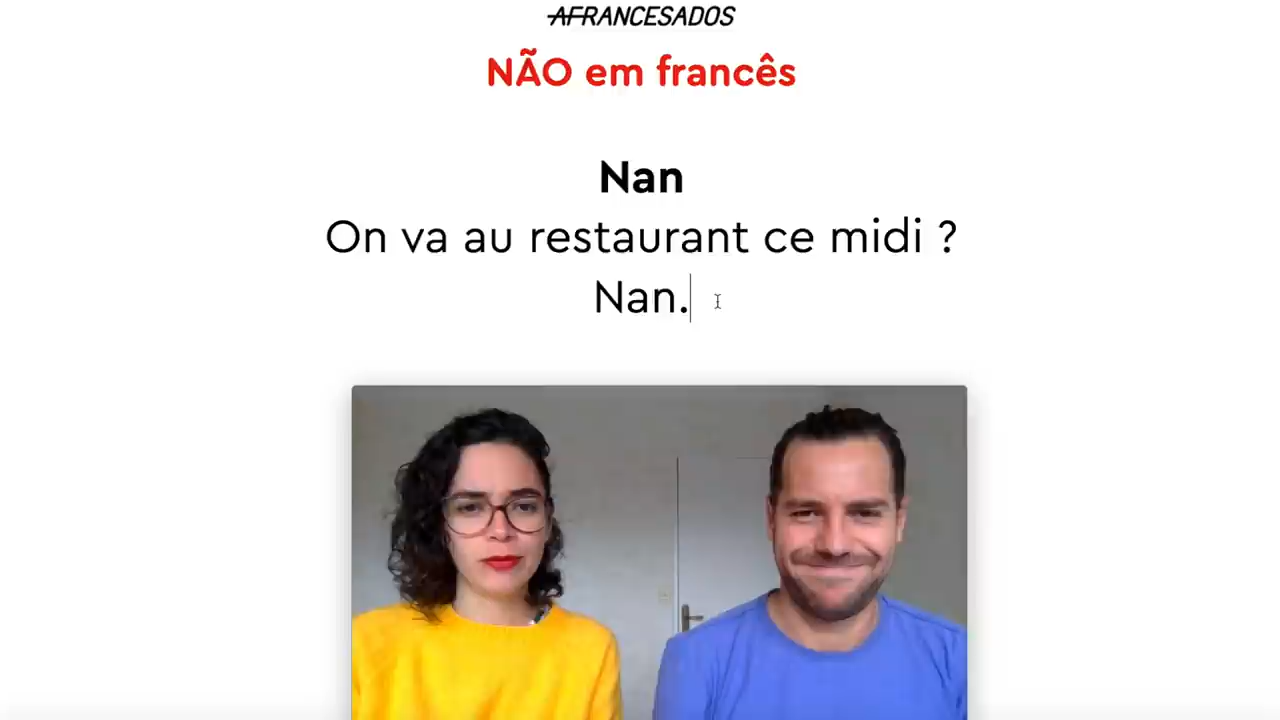 AFRANCESADOS
NÃO em francês
Nan
On va au restaurant ce midi ?
Nan.